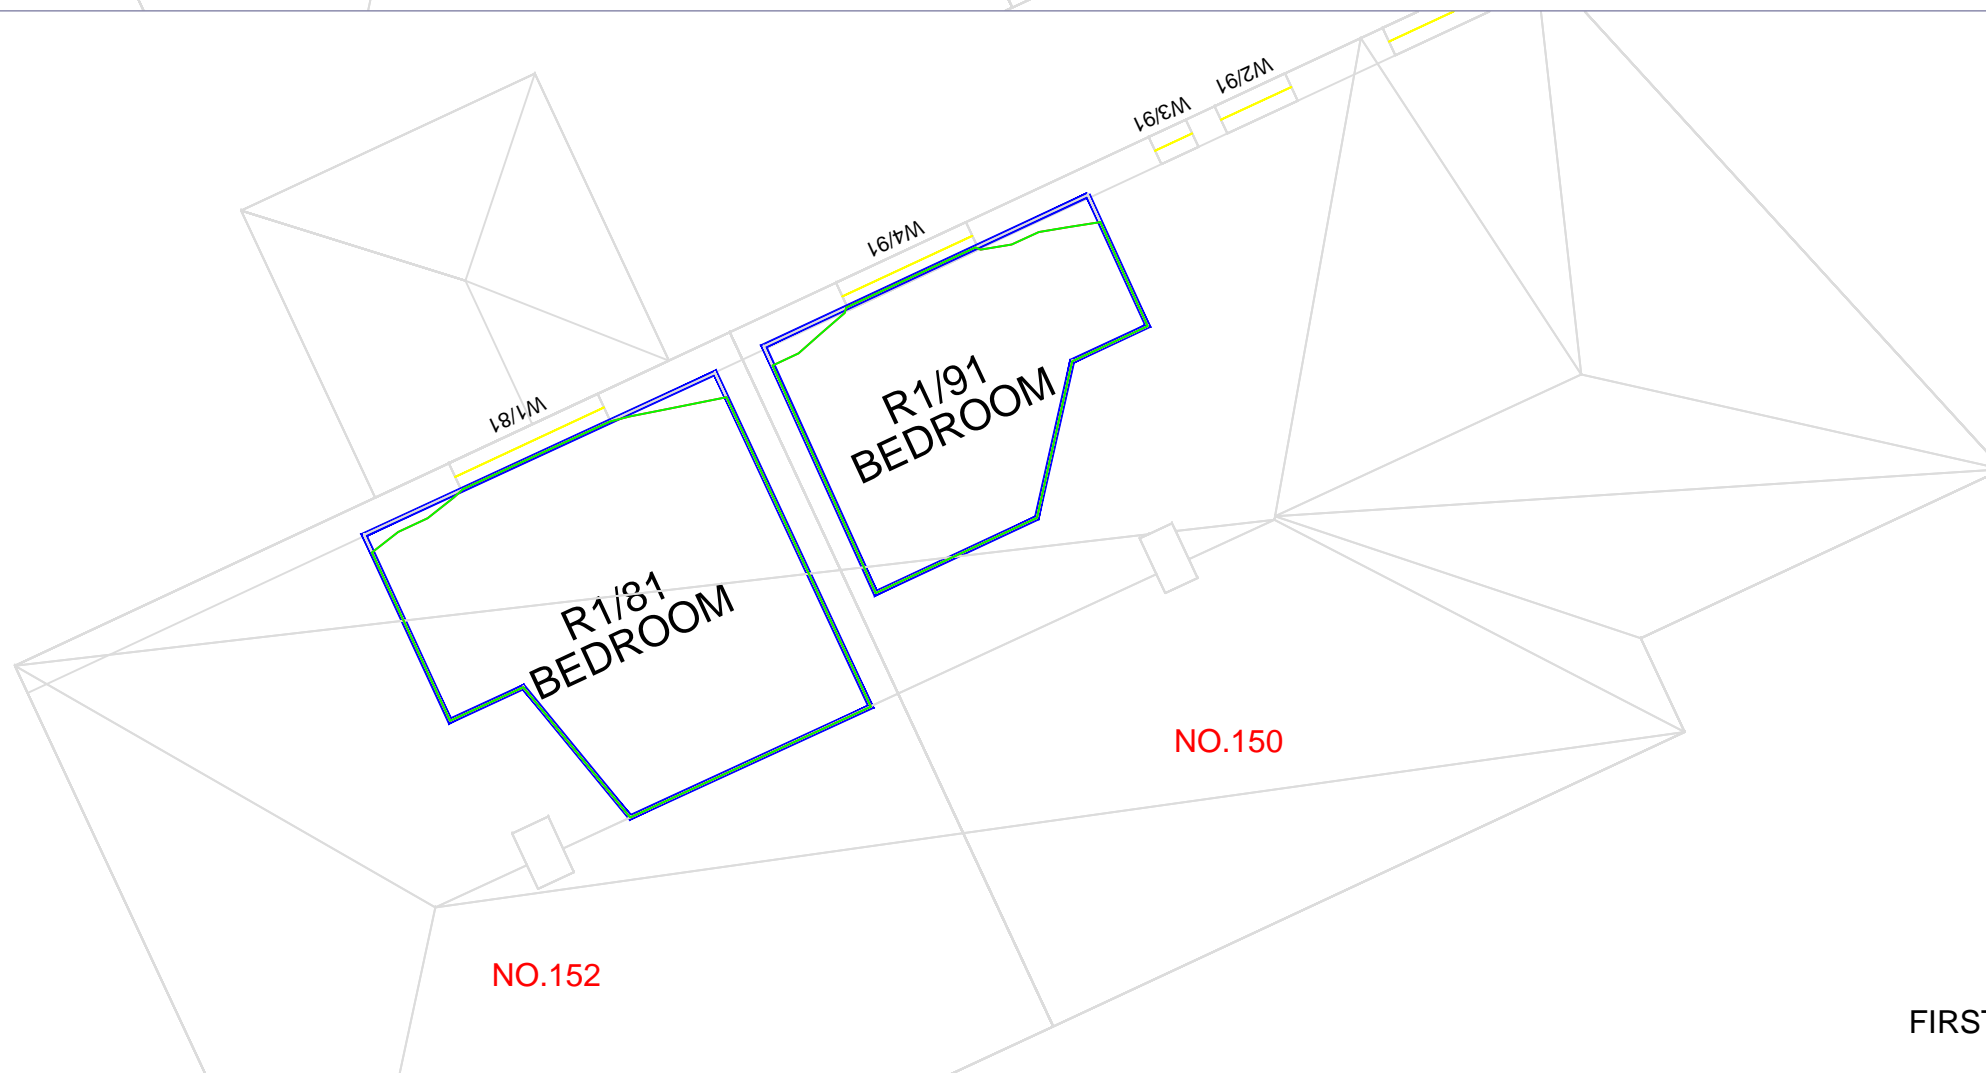 W2/91
W3/91
W4/91
R1/91
BEDROOM
W1/81
R1/81
BEDROOM
NO.150
NO.152
FIRST